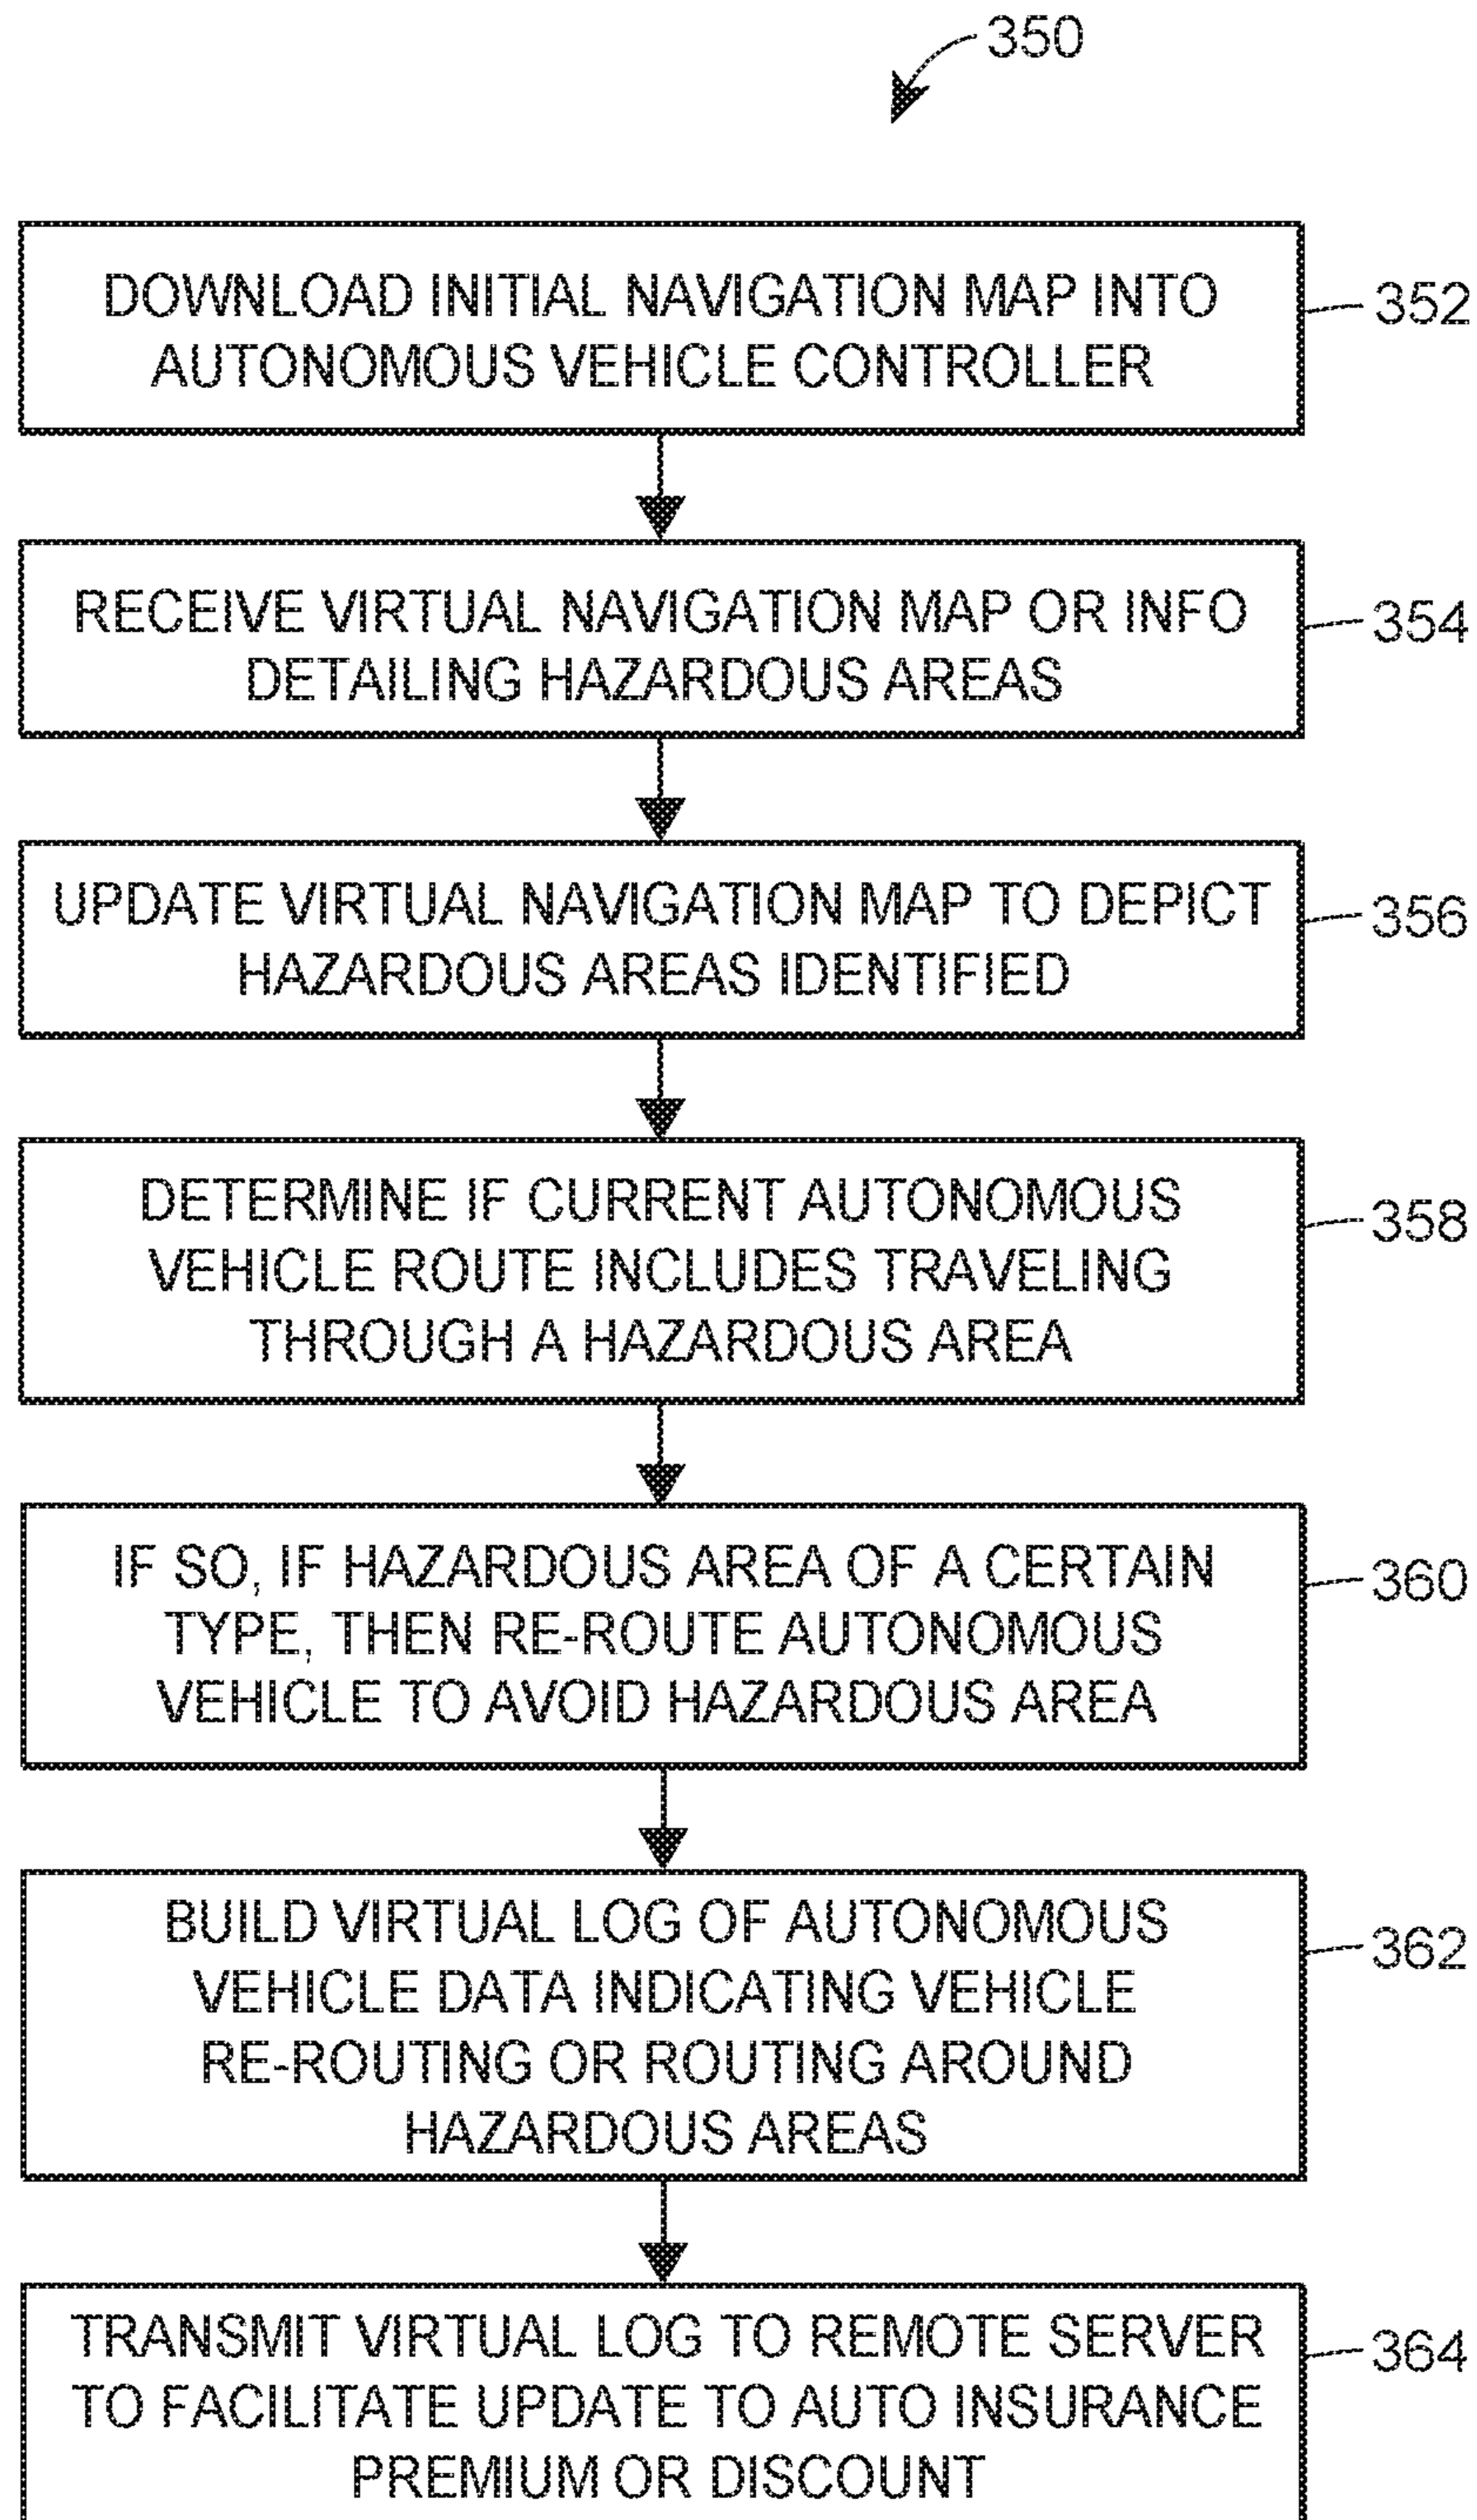 350
DOWNLOAD INITIAL NAVIGATION MAP INTO
AUTONOMOUS VEHICLE CONTROLLER
352
RECEIVE VIRTUAL NAVIGATION MAP OR INFO
DETAILING HAZARDOUS AREAS
354
UPDATE VIRTUAL NAVIGATION MAP TO DEPICT
HAZARDOUS AREAS IDENTIFIED
356
DETERMINE IF CURRENT AUTONOMOUS
VEHICLE ROUTE INCLUDES TRAVELING
THROUGH A HAZARDOUS AREA
358
IF SO, IF HAZARDOUS AREA OF A CERTAIN
TYPE, THEN RE-ROUTE AUTONOMOUS
VEHICLE TO AVOID HAZARDOUS AREA
360
BUILD VIRTUAL LOG OF AUTONOMOUS
VEHICLE DATA INDICATING VEHICLE
RE-ROUTING OR ROUTING AROUND
HAZARDOUS AREAS
362
TRANSMIT VIRTUAL LOG TO REMOTE SERVER
TO FACILITATE UPDATE TO AUTO INSURANCE
PREMIUM OR DISCOUNT
364